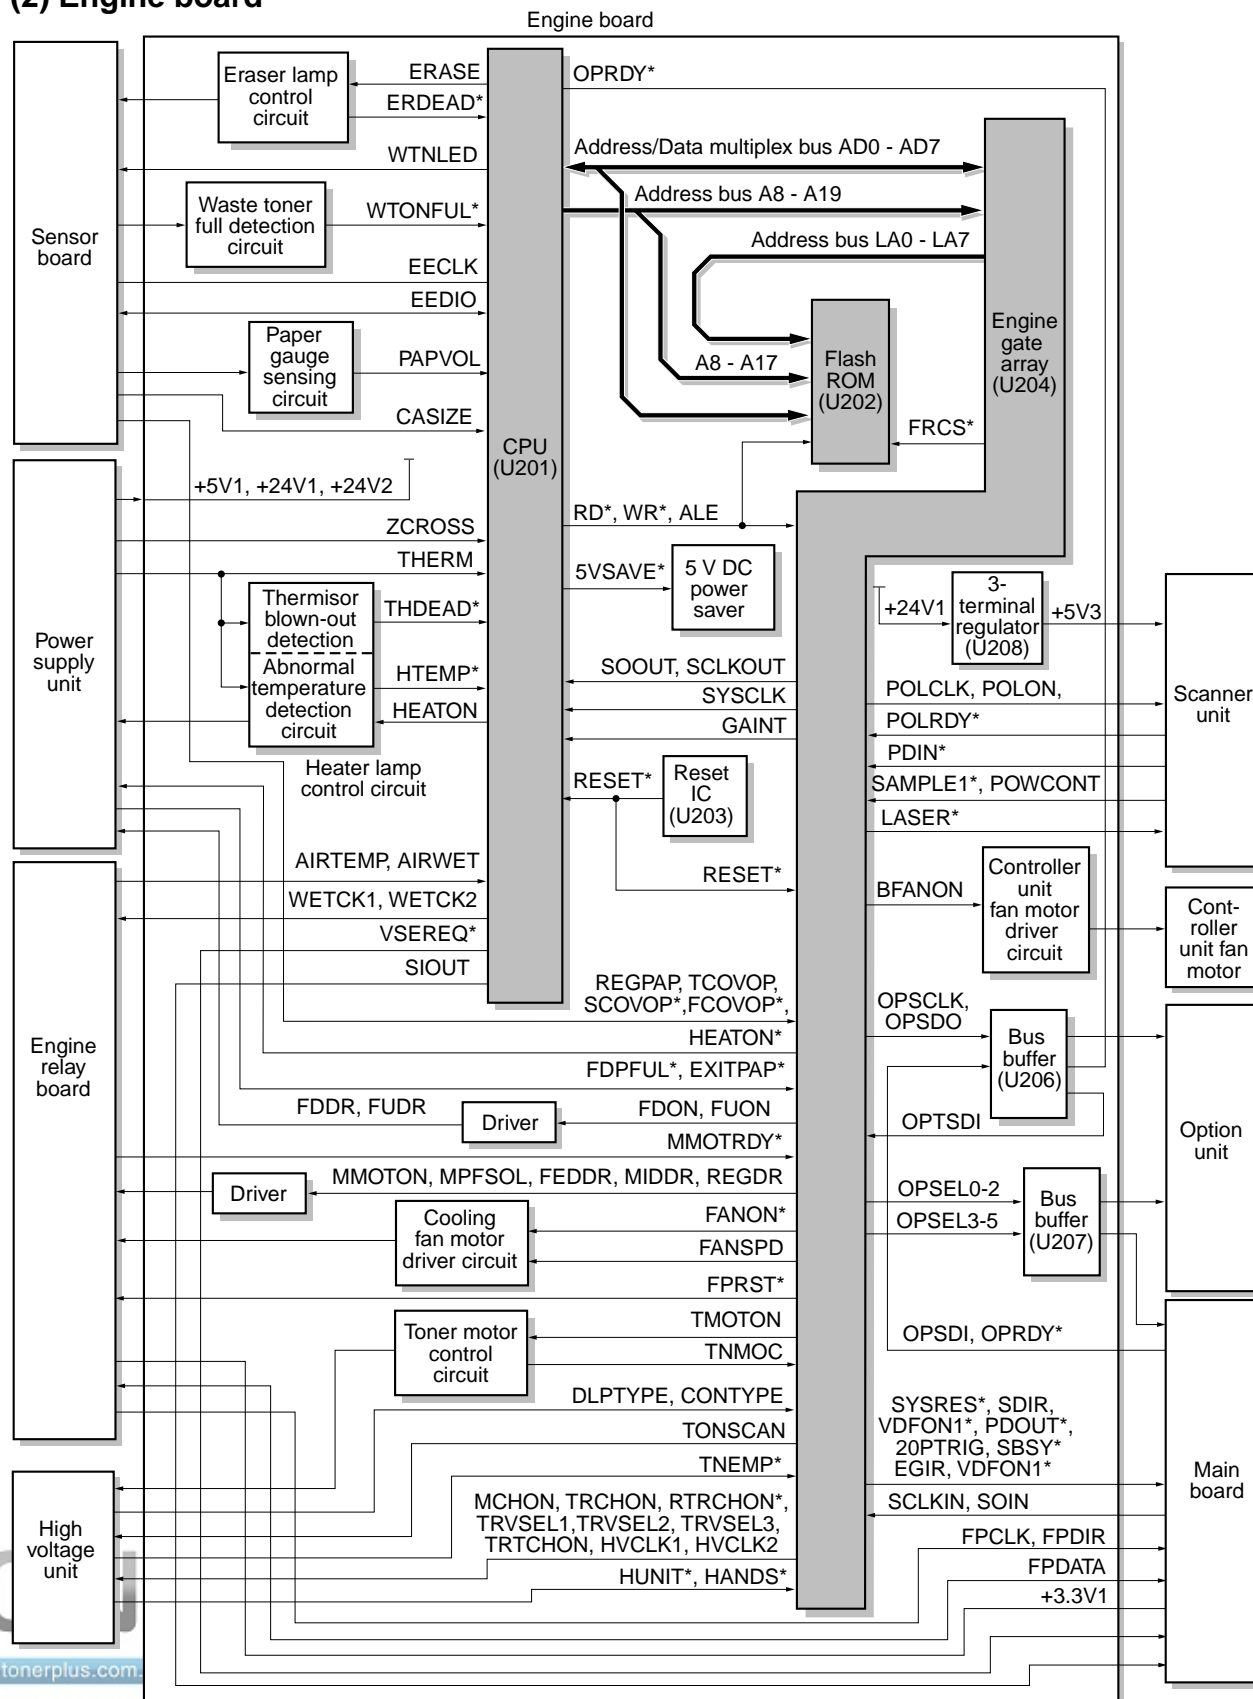 (2) Engine board
Engine board
Sensor
board
Eraser lamp
control
circuit
ERASE
ERDEAD*
WTNLED
Waste toner
full detection
circuit
WTONFUL*
EECLK
EEDIO
Paper
gauge
sensing
circuit
PAPVOL
CASIZE
CPU
(U201)
OPRDY*
Address/Data multiplex bus AD0 - AD7
Address bus A8 - A19
Address bus LA0 - LA7
A8 - A17
Flash
ROM
(U202)
FRCS*
Engine
gate
array
(U204)
Power
supply
unit
+5V1, +24V1, +24V2
ZCROSS
THERM
Thermisor
blown-out
detection
THDEAD*
Abnormal
temperature
detection
circuit
HTEMP*
HEATON
Heater lamp
control circuit
RD*, WR*, ALE
5VSAVE*
5 V DC
power
saver
SOOUT, SCLKOUT
SYSCLK
GAINT
RESET*
Reset
IC
(U203)
RESET*
+24V1
3-
terminal
regulator
(U208)
+5V3
Scanner
unit
POLCLK, POLON,
POLRDY*
PDIN*
SAMPLE1*, POWCONT
LASER*
BFANON
Controller
unit
fan motor
driver
circuit
Cont-
roller
unit fan
motor
Engine
relay
board
AIRTEMP, AIRWET
WETCK1, WETCK2
VSEREQ*
SIOUT
REGPAP, TCOVOP,
SCOVOP*,FCOVOP*,
HEATON*
FDPFUL*, EXITPAP*
FDDR, FUDR
Driver
FDON, FUON
MMOTRDY*
Driver
MMOTON, MPFSOL, FEDDR, MIDDR, REGDR
Cooling
fan motor
driver circuit
FANON*
FANSPD
FPRST*
Toner motor
control
circuit
TMOTON
TNMOC
DLPTYPE, CONTYPE
TONSCAN
TNEMP*
MCHON, TRCHON, RTRCHON*,
TRVSEL1,TRVSEL2, TRVSEL3,
TRTCHON, HVCLK1, HVCLK2
HUNIT*, HANDS*
High
voltage
unit
OPSCLK,
OPSDO
Bus
buffer
(U206)
OPTSDI
Option
unit
OPSEL0-2
OPSEL3-5
Bus
buffer
(U207)
OPSDI, OPRDY*
SYSRES*, SDIR,
VDFON1*, PDOUT*,
20PTRIG, SBSY*
EGIR, VDFON1*
SCLKIN, SOIN
FPCLK, FPDIR
FPDATA
+3.3V1
Main
board
tonerplus.com.